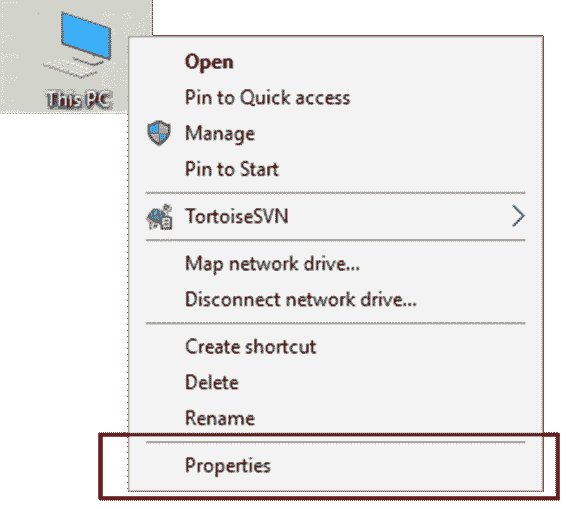 This PC
Open
Pin to Quick access
Manage
Pin to Start
TortoiseSVN
Map network drive...
Disconnect network drive...
Create shortcut
Delete
Rename
Properties